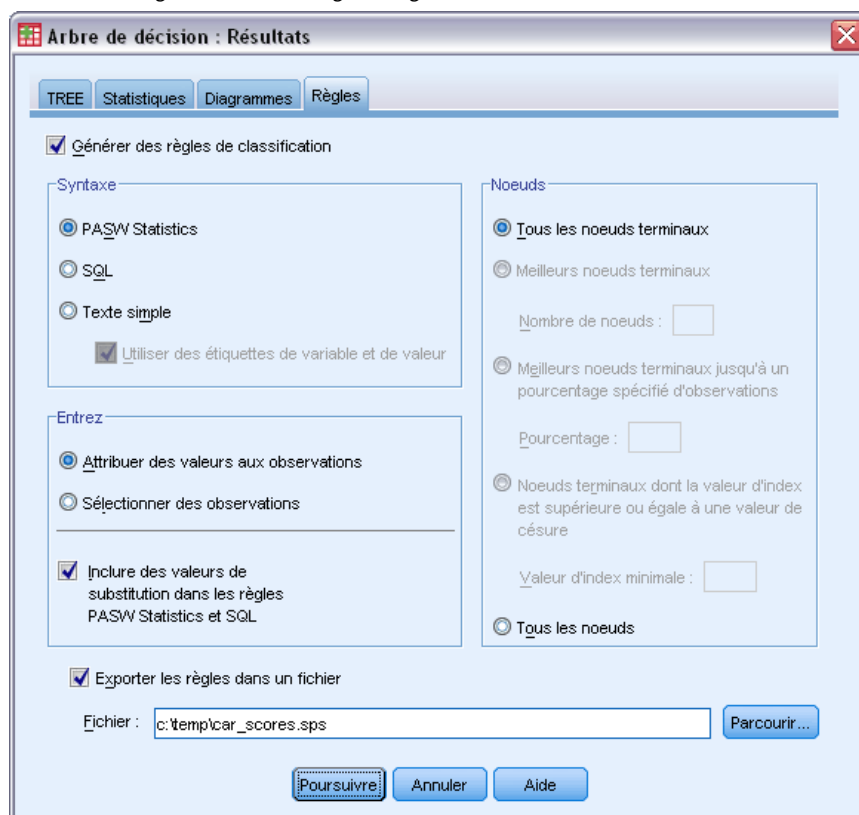 Arbre de décision : Résultats
TREE Statistiques Diagrammes Règles
Générer des règles de classification
Syntaxe
PASW Statistics
SQL
Texte simple
Utiliser des étiquettes de variable et de valeur
Entrez
Attribuer des valeurs aux observations
Sélectionner des observations
Inclure des valeurs de
substitution dans les règles
PASW Statistics et SQL
Noeuds
Tous les noeuds terminaux
Meilleurs noeuds terminaux
Nombre de noeuds :
Meilleurs noeuds terminaux jusqu'à un
pourcentage spécifié d'observations
Pourcentage :
Noeuds terminaux dont la valeur d'index
est supérieure ou égale à une valeur de
césure
Valeur d'index minimale :
Tous les noeuds
Exporter les règles dans un fichier
Fichier : c:\temp\car_scores.sps Parcourir...
Poursuivre Annuler Aide